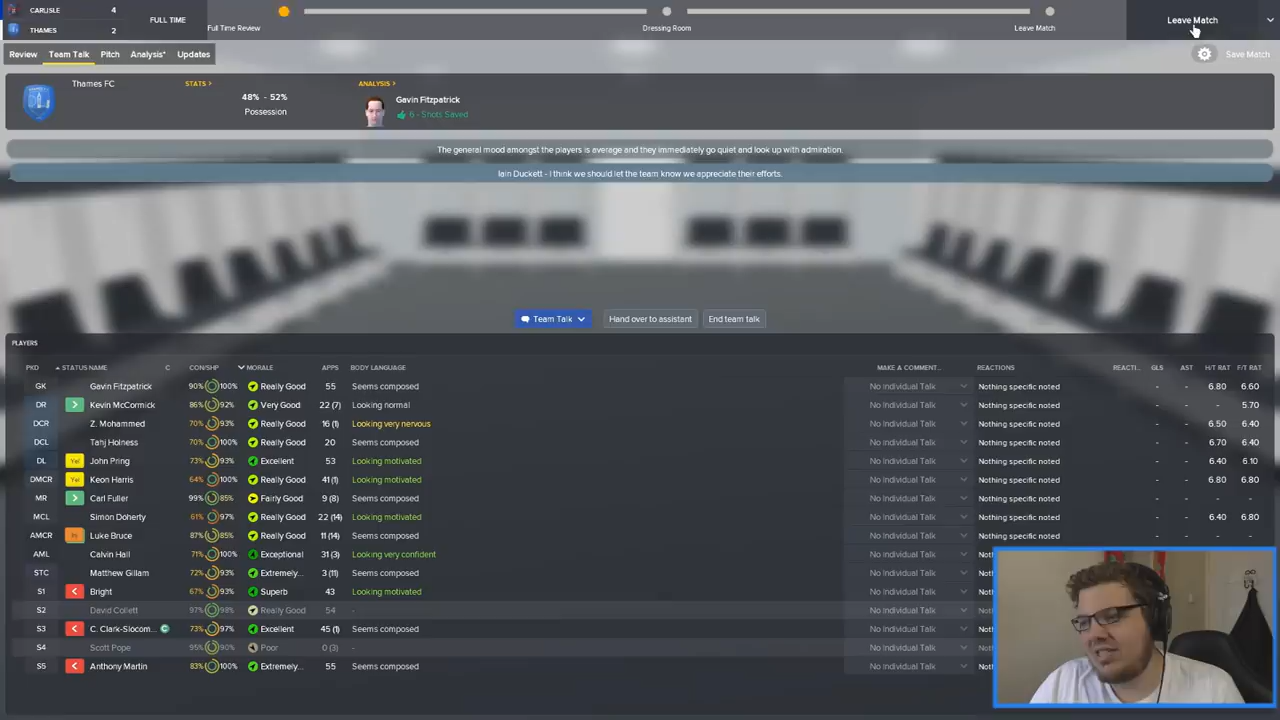 CARLISLE 4
THAMES 2
FULL TIME
Full Time Review
Dressing Room
Leave Match
Leave Match
Review Team Talk Pitch Analysis* Updates
Save Match
Thames FC
STATS >
48% - 52%
Possession
ANALYSIS >
Gavin Fitzpatrick
6 - Shots Saved
The general mood amongst the players is average and they immediately go quiet and look up with admiration.
Iain Duckett - I think we should let the team know we appreciate their efforts.
Team Talk Hand over to assistant End team talk
PLAYERS
PKD STATUS NAME C CON/SHP MORALE APPS BODY LANGUAGE MAKE A COMMENT... REACTIONS REACTI... GLS AST H/T RAT F/T RAT
GK Gavin Fitzpatrick 90% 100% Really Good 55 Seems composed No Individual Talk Nothing specific noted - - 6.80 6.60
DR Kevin McCormick 86% 92% Very Good 22 (7) Looking normal No Individual Talk Nothing specific noted - - - 5.70
DCR Z. Mohammed 70% 93% Really Good 16 (1) Looking very nervous No Individual Talk Nothing specific noted - - 6.50 6.40
DCL Tahj Holness 70% 100% Really Good 20 Seems composed No Individual Talk Nothing specific noted - - 6.70 6.40
DL Yel John Pring 73% 93% Excellent 53 Looking motivated No Individual Talk Nothing specific noted - - 6.40 6.10
DMCR Yel Keon Harris 64% 100% Really Good 41 (1) Looking motivated No Individual Talk Nothing specific noted - - 6.80 6.80
MR Carl Fuller 99% 85% Fairly Good 9 (8) Seems composed No Individual Talk Nothing specific noted - - - -
MCL Simon Doherty 61% 97% Really Good 22 (14) Looking motivated No Individual Talk Nothing specific noted - - 6.40 6.80
AMCR Luke Bruce 87% 85% Really Good 11 (14) Seems composed No Individual Talk Nothing specific noted - - - -
AML Calvin Hall 71% 100% Exceptional 31 (3) Looking very confident No Individual Talk Nothing
STC Matthew Gillam 72% 93% Extremely... 3 (11) Seems composed No Individual Talk Nothing
S1 Bright 67% 93% Superb 43 Looking motivated No Individual Talk Nothing
S2 David Collett 97% 98% Really Good 54 - No Individual Talk Nothing
S3 C. Clark-Slocom... C 73% 97% Excellent 45 (1) Seems composed No Individual Talk Nothing
S4 Scott Pope 95% 90% Poor 0 (3) - No Individual Talk Nothing
S5 Anthony Martin 83% 100% Extremely... 55 Seems composed No Individual Talk Nothing